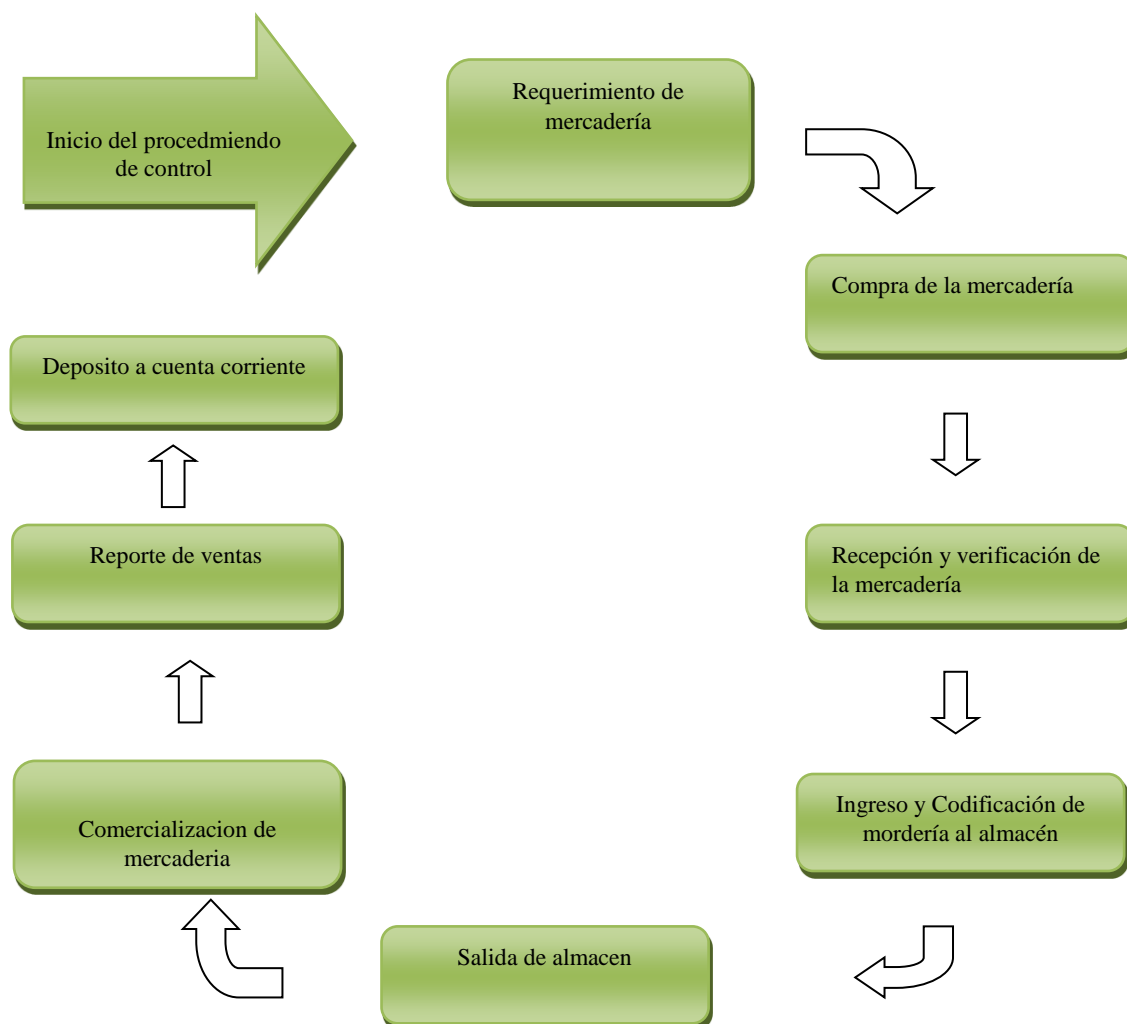 Inicio del procedmiendo
de control
Requerimiento de
mercadería
Compra de la mercadería
Recepción y verificación de
la mercadería
Ingreso y Codificación de
mordería al almacén
Salida de almacen
Comercializacion de
mercaderia
Reporte de ventas
Deposito a cuenta corriente